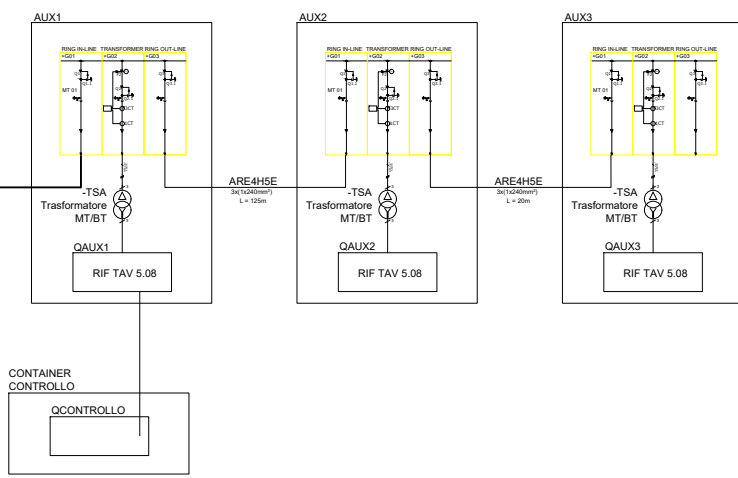 AUX1
RING IN-LINE TRANSFORMER RING OUT-LINE
+G01 +G02 +G03
MT 01
-TSA
Trasformatore
MT/BT
QAUX1
RIF TAV 5.08
ARE4H5E
3x(1x240mm²)
L = 125m
AUX2
RING IN-LINE TRANSFORMER RING OUT-LINE
+G01 +G02 +G03
MT 01
-TSA
Trasformatore
MT/BT
QAUX2
RIF TAV 5.08
ARE4H5E
3x(1x240mm²)
L = 20m
AUX3
RING IN-LINE TRANSFORMER RING OUT-LINE
+G01 +G02 +G03
MT 01
-TSA
Trasformatore
MT/BT
QAUX3
RIF TAV 5.08
CONTAINER
CONTROLLO
QCONTROLLO